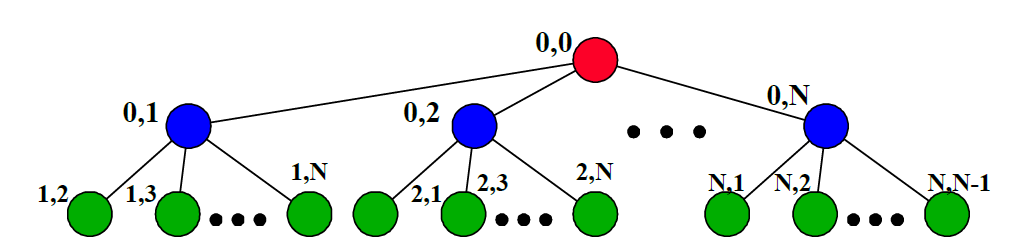 0,0
0,1
0,2
0,N
1,2
1,3
1,N
2,1
2,3
2,N
N,1
N,2
N,N-1